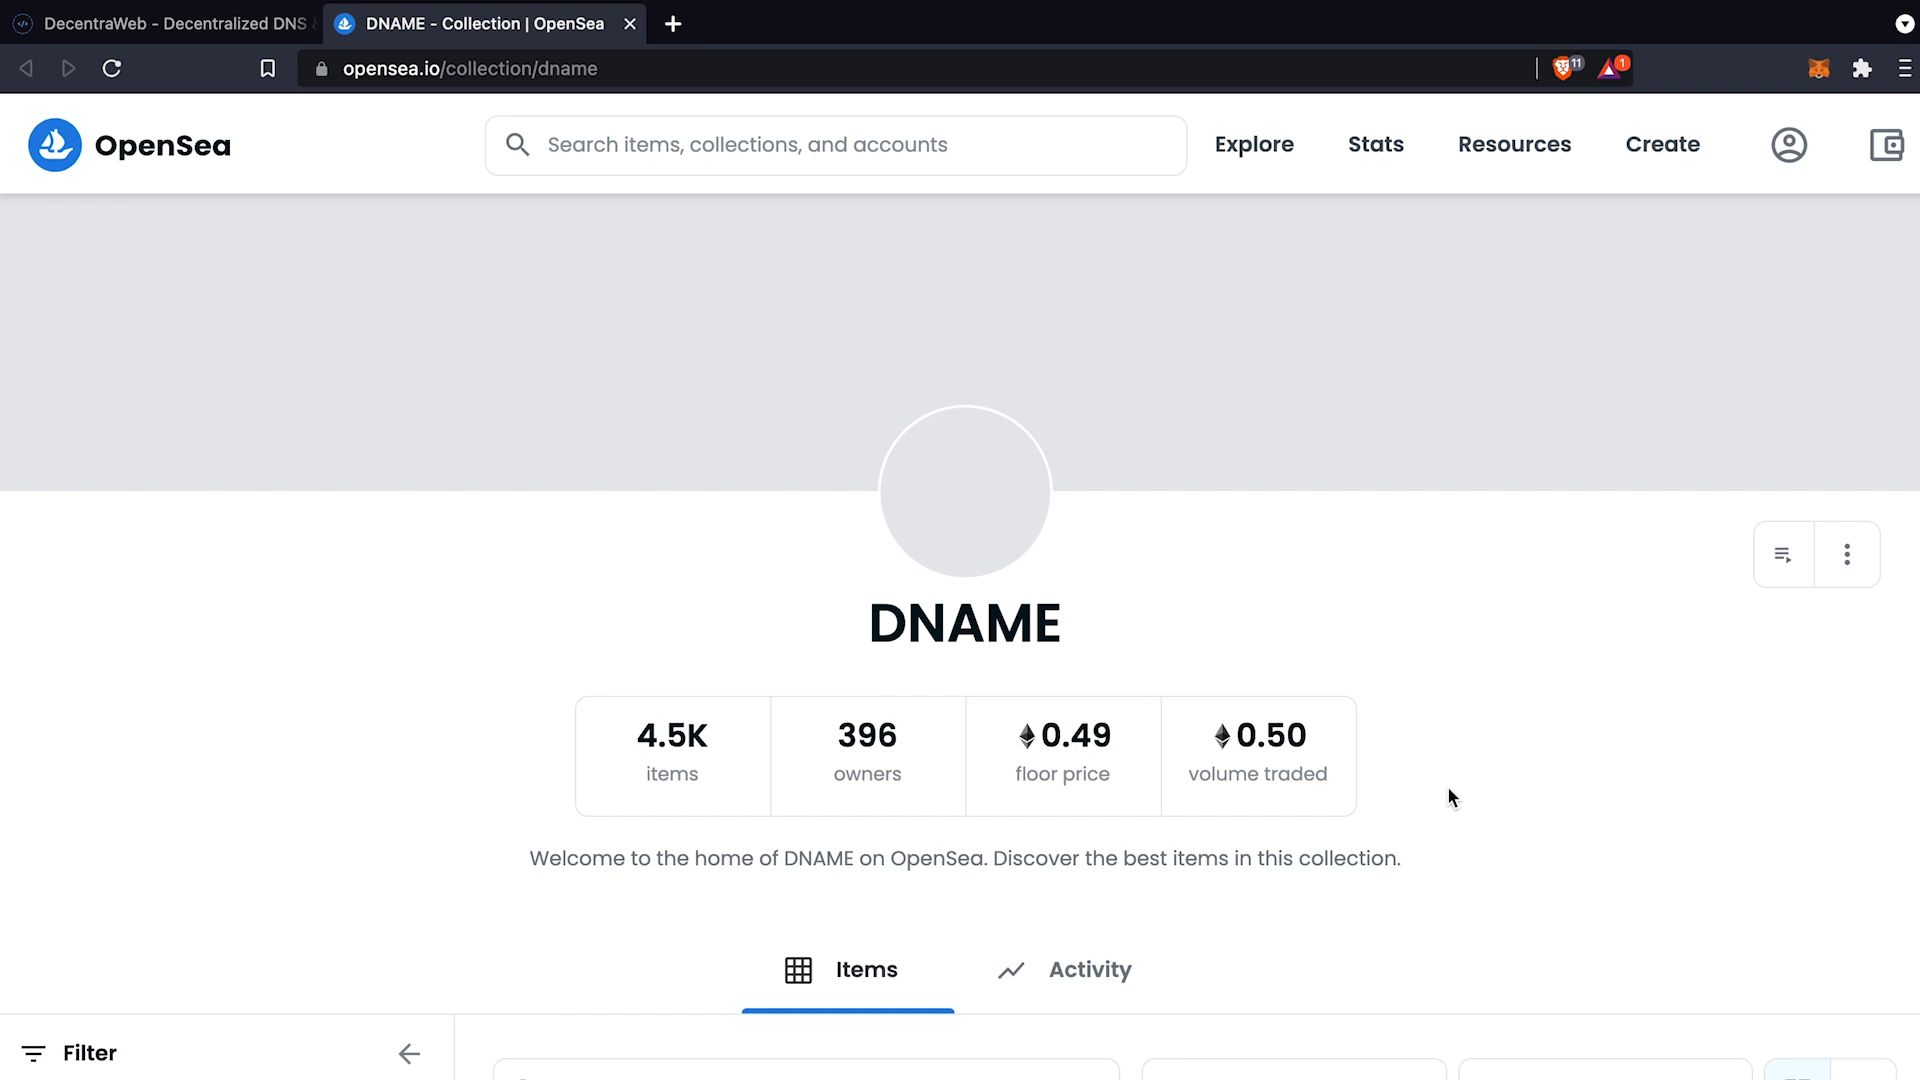 DecentraWeb - Decentralized DNS
DNAME - Collection | OpenSea
opensea.io/collection/dname
11
1
OpenSea
Search items, collections, and accounts
Explore
Stats
Resources
Create
DNAME
4.5K
items
396
owners
0.49
floor price
0.50
volume traded
Welcome to the home of DNAME on OpenSea. Discover the best items in this collection.
Items
Activity
Filter